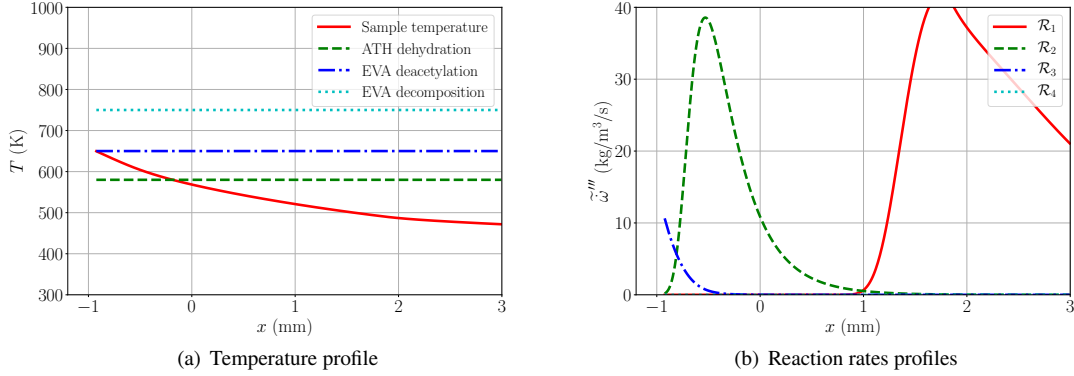 1000
900
800
700
600
500
400
300
T (K)
−1
0
1
2
3
x (mm)
Sample temperature
ATH dehydration
EVA deacetylation
EVA decomposition
(a) Temperature profile
40
30
20
10
0
ω̃‴ (kg/m³/s)
−1
0
1
2
3
x (mm)
R₁
R₂
R₃
R₄
(b) Reaction rates profiles